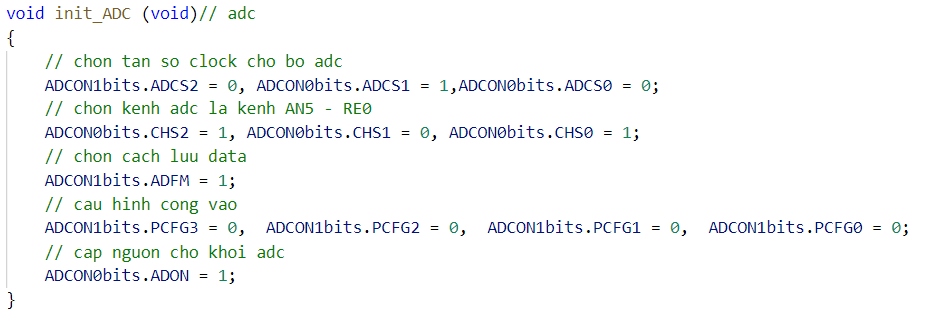 void init_ADC (void)// adc
{
    // chon tan so clock cho bo adc
    ADCON1bits.ADCS2 = 0, ADCON0bits.ADCS1 = 1,ADCON0bits.ADCS0 = 0;
    // chon kenh adc la kenh AN5 - RE0
    ADCON0bits.CHS2 = 1, ADCON0bits.CHS1 = 0, ADCON0bits.CHS0 = 1;
    // chon cach luu data
    ADCON1bits.ADFM = 1;
    // cau hinh cong vao
    ADCON1bits.PCFG3 = 0,  ADCON1bits.PCFG2 = 0,  ADCON1bits.PCFG1 = 0,  ADCON1bits.PCFG0 = 0;
    // cap nguon cho khoi adc
    ADCON0bits.ADON = 1;
}